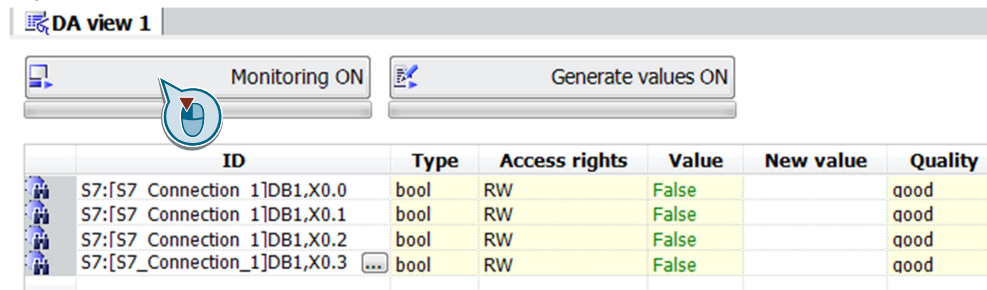 DA view 1
Monitoring ON Generate values ON
ID Type Access rights Value New value Quality
S7:[S7_Connection_1]DB1,X0.0 bool RW False good
S7:[S7_Connection_1]DB1,X0.1 bool RW False good
S7:[S7_Connection_1]DB1,X0.2 bool RW False good
S7:[S7_Connection_1]DB1,X0.3 ... bool RW False good